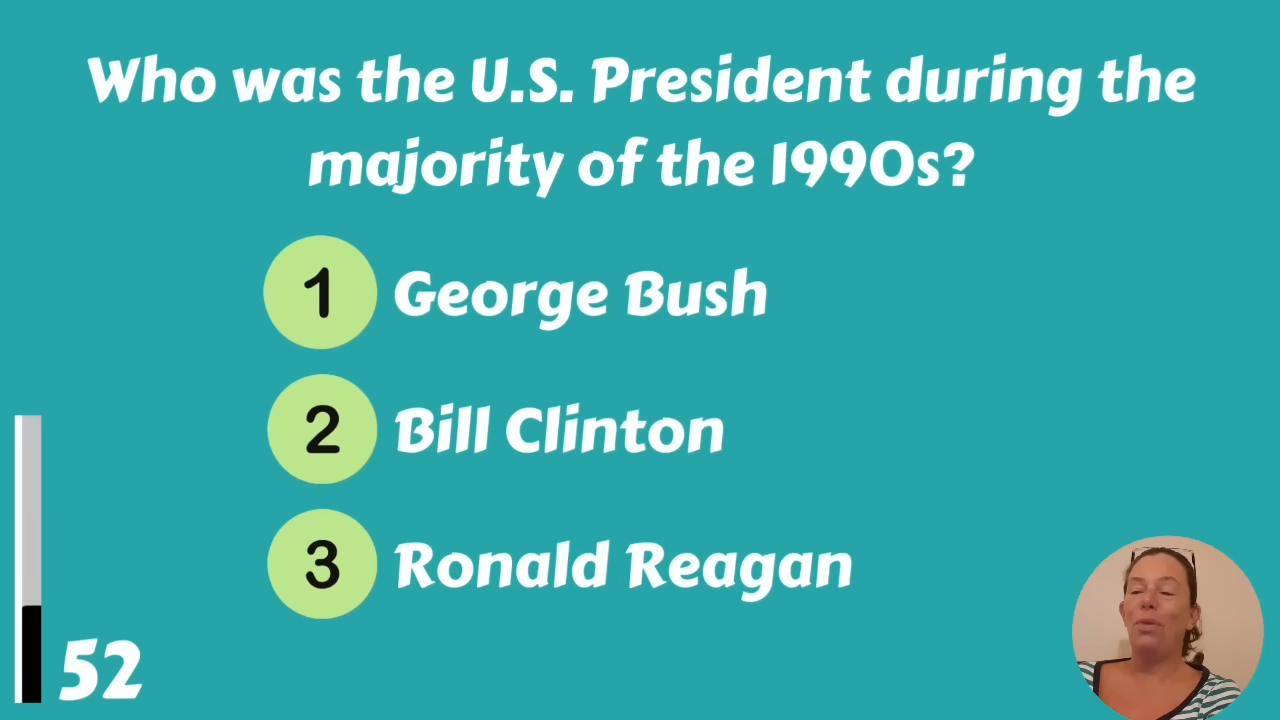 Who was the U.S. President during the
majority of the 1990s?
1 George Bush
2 Bill Clinton
3 Ronald Reagan
52